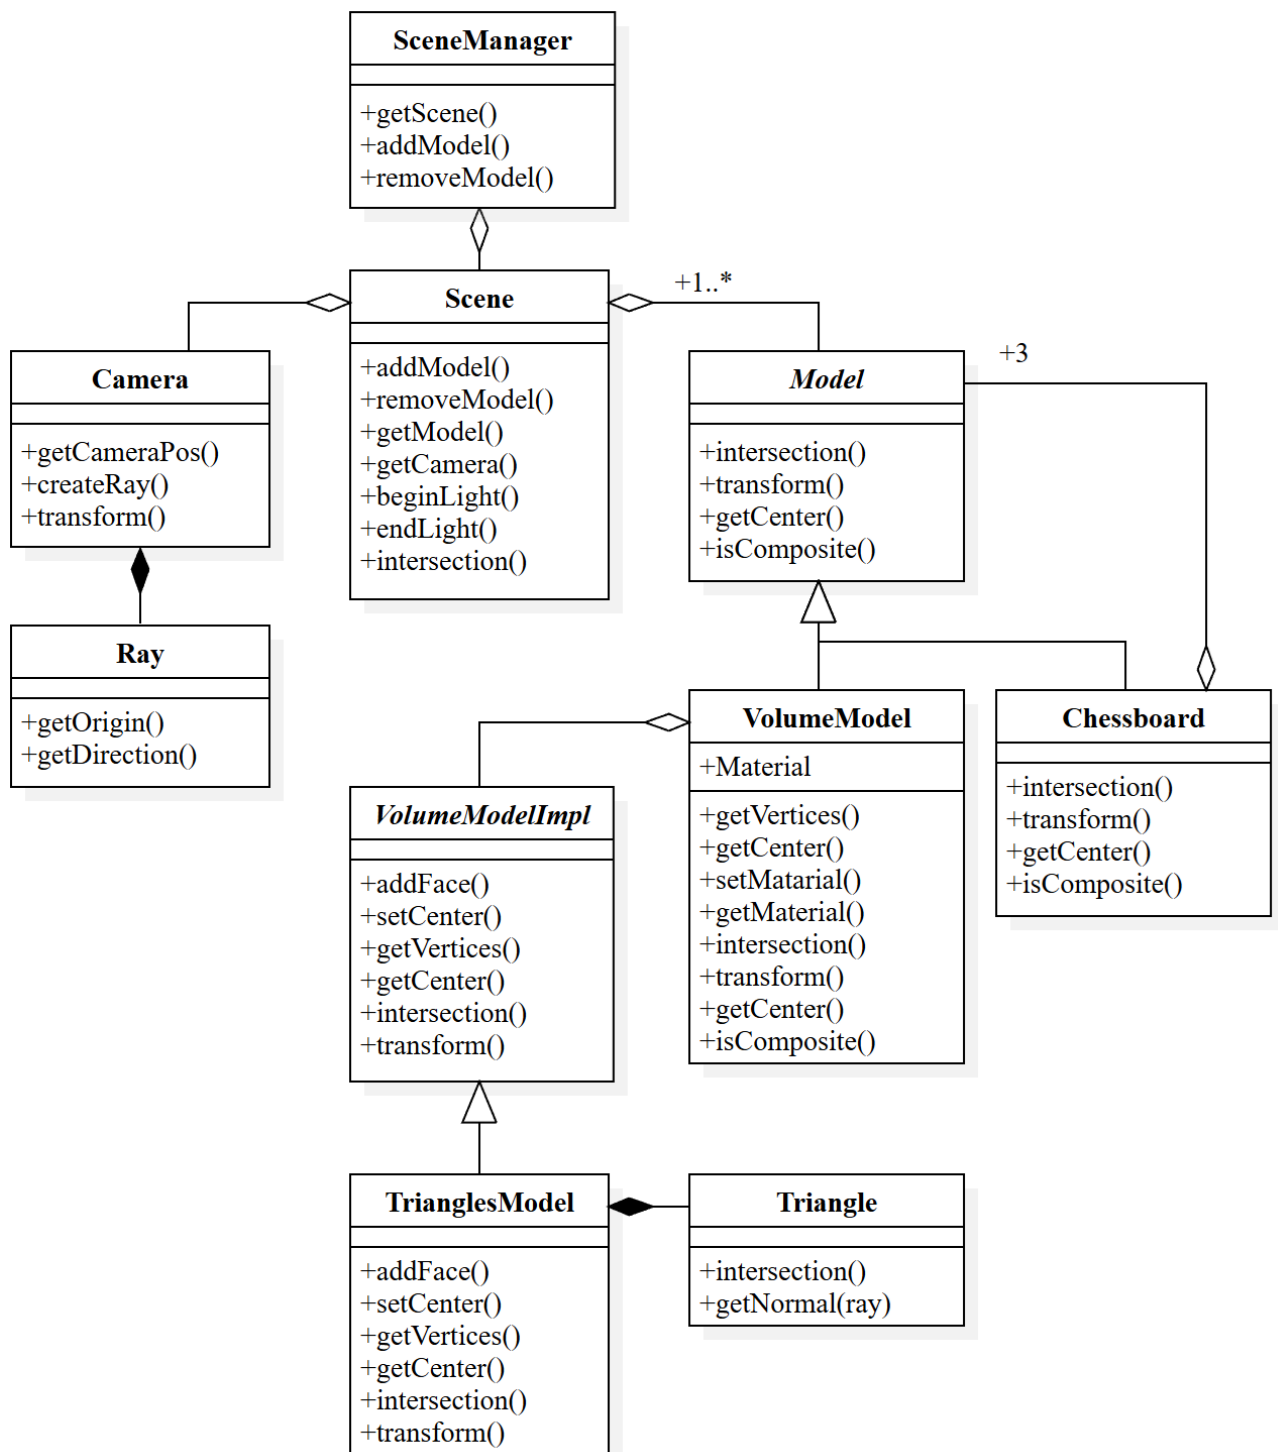 SceneManager
+getScene()
+addModel()
+removeModel()
+1..*
Scene
+addModel()
+removeModel()
+getModel()
+getCamera()
+beginLight()
+endLight()
+intersection()
Camera
+getCameraPos()
+createRay()
+transform()
+3
Model
+intersection()
+transform()
+getCenter()
+isComposite()
Ray
+getOrigin()
+getDirection()
VolumeModel
+Material
+getVertices()
+getCenter()
+setMatarial()
+getMaterial()
+intersection()
+transform()
+getCenter()
+isComposite()
Chessboard
+intersection()
+transform()
+getCenter()
+isComposite()
VolumeModelImpl
+addFace()
+setCenter()
+getVertices()
+getCenter()
+intersection()
+transform()
TrianglesModel
+addFace()
+setCenter()
+getVertices()
+getCenter()
+intersection()
+transform()
Triangle
+intersection()
+getNormal(ray)